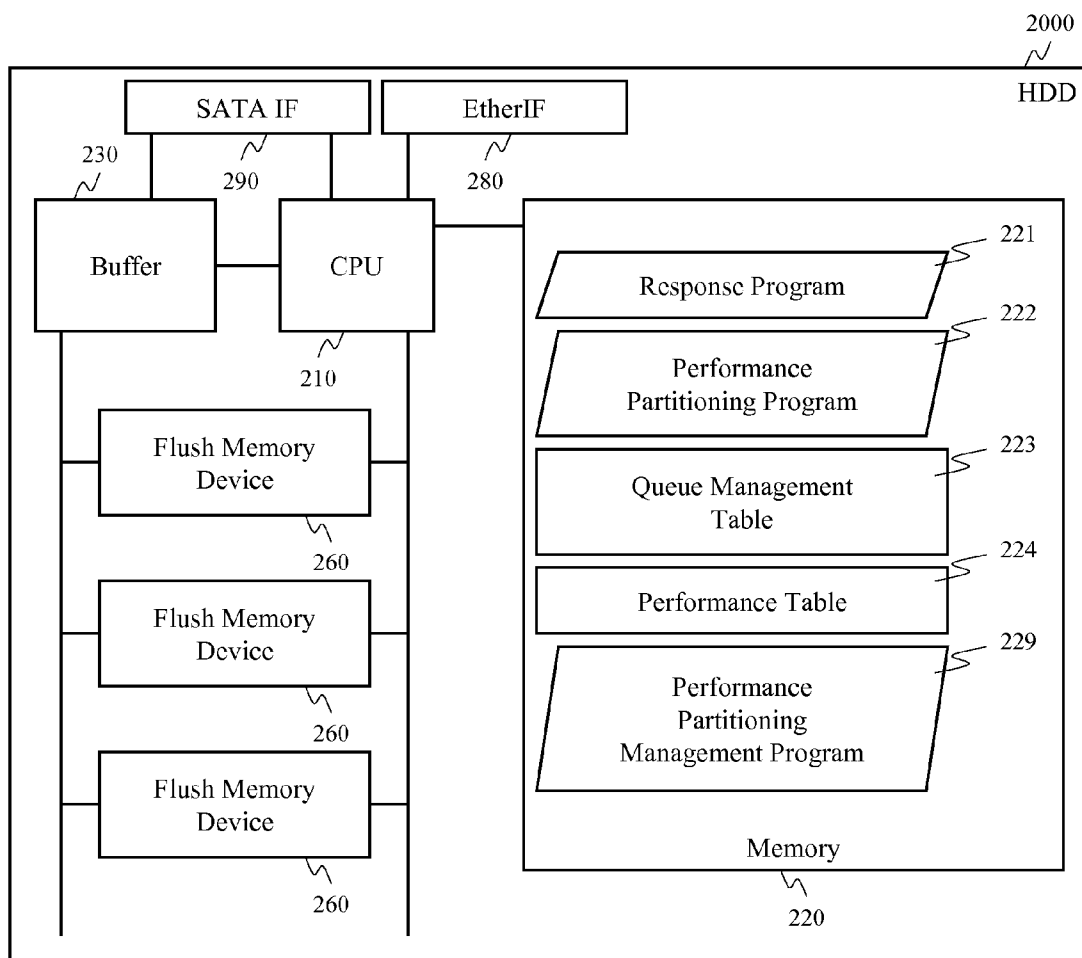 2000
HDD
SATA IF
EtherIF
230
290
280
Buffer
CPU
210
221
Response Program
222
Performance
Partitioning Program
223
Queue Management
Table
224
Performance Table
229
Performance
Partitioning
Management Program
Memory
220
Flush Memory
Device
260
Flush Memory
Device
260
Flush Memory
Device
260